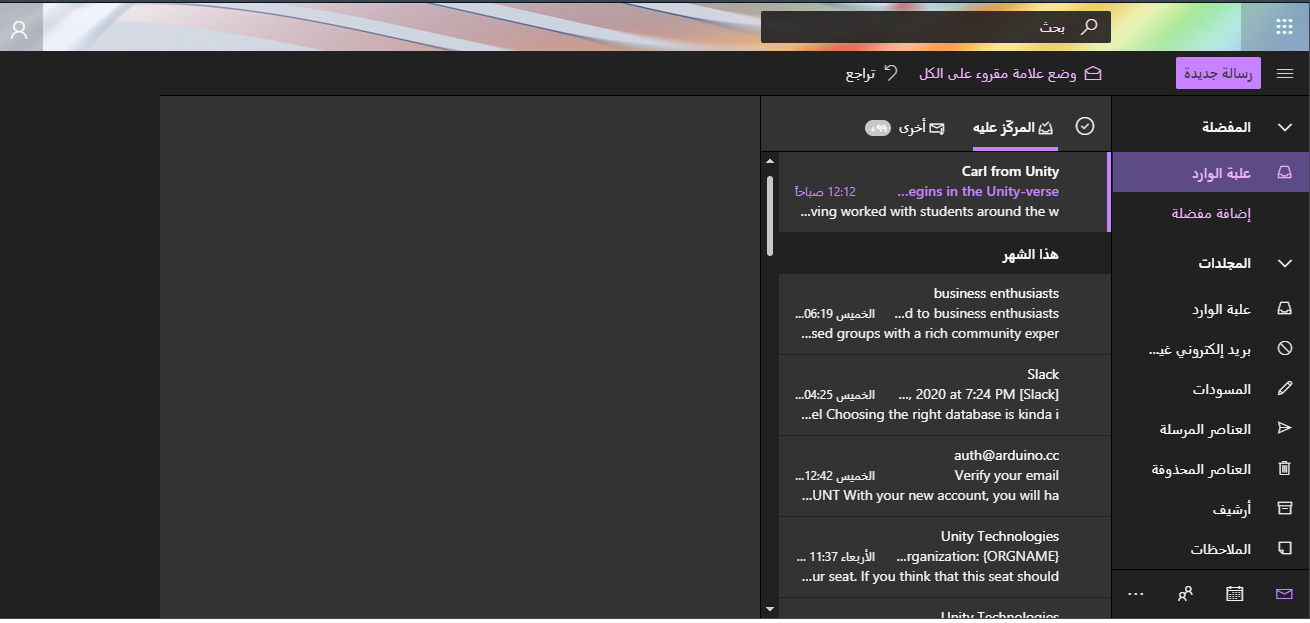 بحث
رسالة جديدة
وضع علامة مقروء على الكل
تراجع
المفضلة
علبة الوارد
إضافة مفضلة
المجلدات
علبة الوارد
بريد إلكتروني غيـ...
المسودات
العناصر المرسلة
العناصر المحذوفة
أرشيف
الملاحظات
المركّز عليه
أخرى
٩٩+
Carl from Unity
...egins in the Unity-verse
12:12 صباحاً
...ving worked with students around the w
هذا الشهر
business enthusiasts
...d to business enthusiasts
الخميس 06:19...
...sed groups with a rich community exper
Slack
..., 2020 at 7:24 PM [Slack]
الخميس 04:25...
...el Choosing the right database is kinda i
auth@arduino.cc
Verify your email
الخميس 12:42...
...UNT With your new account, you will ha
Unity Technologies
...rganization: {ORGNAME}
الأربعاء 11:37 ...
...ur seat. If you think that this seat should
Unity Technologies